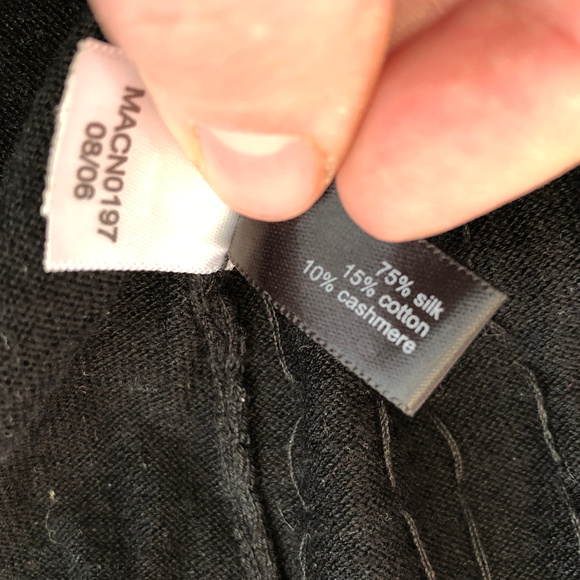 MACN0197
08/06
75% silk
15% cotton
10% cashmere